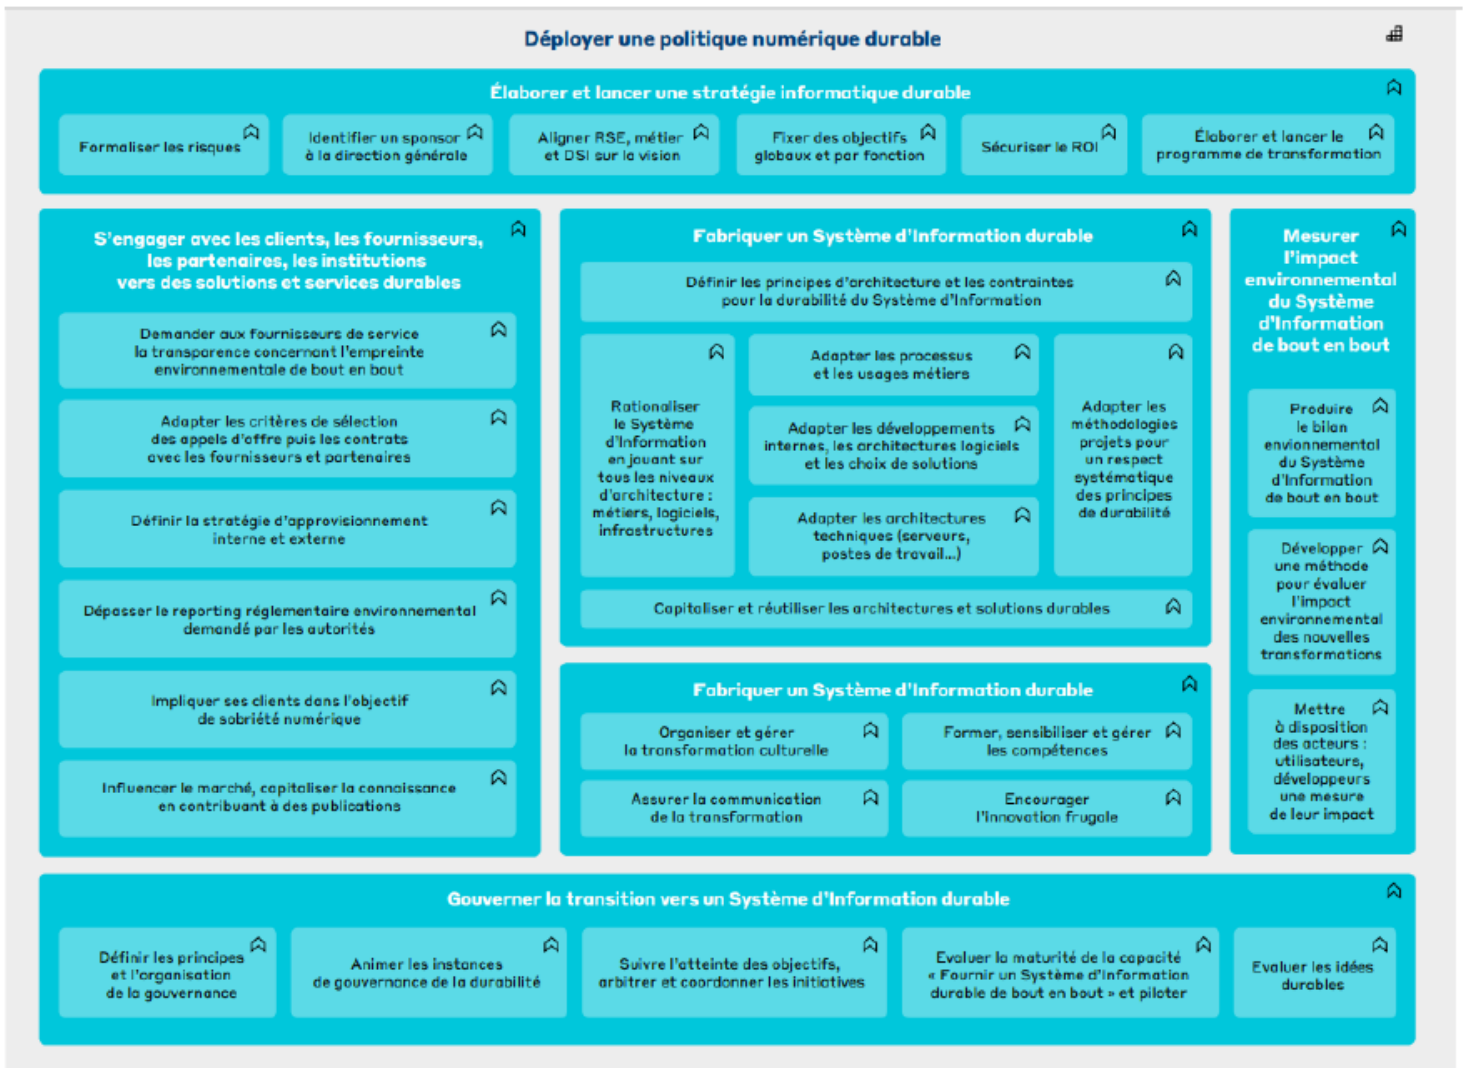 Déployer une politique numérique durable
Élaborer et lancer une stratégie informatique durable
Formaliser les risques
Identifier un sponsor
à la direction générale
Aligner RSE, métier
et DSI sur la vision
Fixer des objectifs
globaux et par fonction
Sécuriser le ROI
Élaborer et lancer le
programme de transformation
S'engager avec les clients, les fournisseurs,
les partenaires, les institutions
vers des solutions et services durables
Demander aux fournisseurs de service
la transparence concernant l'empreinte
environnementale de bout en bout
Adapter les critères de sélection
des appels d'offre puis les contrats
avec les fournisseurs et partenaires
Définir la stratégie d'approvisionnement
interne et externe
Dépasser le reporting réglementaire environnemental
demandé par les autorités
Impliquer ses clients dans l'objectif
de sobriété numérique
Influencer le marché, capitaliser la connaissance
en contribuant à des publications
Fabriquer un Système d'Information durable
Définir les principes d'architecture et les contraintes
pour la durabilité du Système d'Information
Rationaliser
le Système
d'Information
en jouant sur
tous les niveaux
d'architecture :
métiers, logiciels,
infrastructures
Adapter les processus
et les usages métiers
Adapter les développements
internes, les architectures logiciels
et les choix de solutions
Adapter les architectures
techniques (serveurs,
postes de travail...)
Adapter les
méthodologies
projets pour
un respect
systématique
des principes
de durabilité
Capitaliser et réutiliser les architectures et solutions durables
Fabriquer un Système d'Information durable
Organiser et gérer
la transformation culturelle
Former, sensibiliser et gérer
les compétences
Assurer la communication
de la transformation
Encourager
l'innovation frugale
Mesurer
l'impact
environnemental
du Système
d'Information
de bout en bout
Produire
le bilan
envionnemental
du Système
d'Information
de bout en bout
Développer
une méthode
pour évaluer
l'impact
environnemental
des nouvelles
transformations
Mettre
à disposition
des acteurs :
utilisateurs,
développeurs
une mesure
de leur impact
Gouverner la transition vers un Système d'Information durable
Définir les principes
et l'organisation
de la gouvernance
Animer les instances
de gouvernance de la durabilité
Suivre l'atteinte des objectifs,
arbitrer et coordonner les initiatives
Evaluer la maturité de la capacité
« Fournir un Système d'Information
durable de bout en bout » et piloter
Evaluer les idées
durables